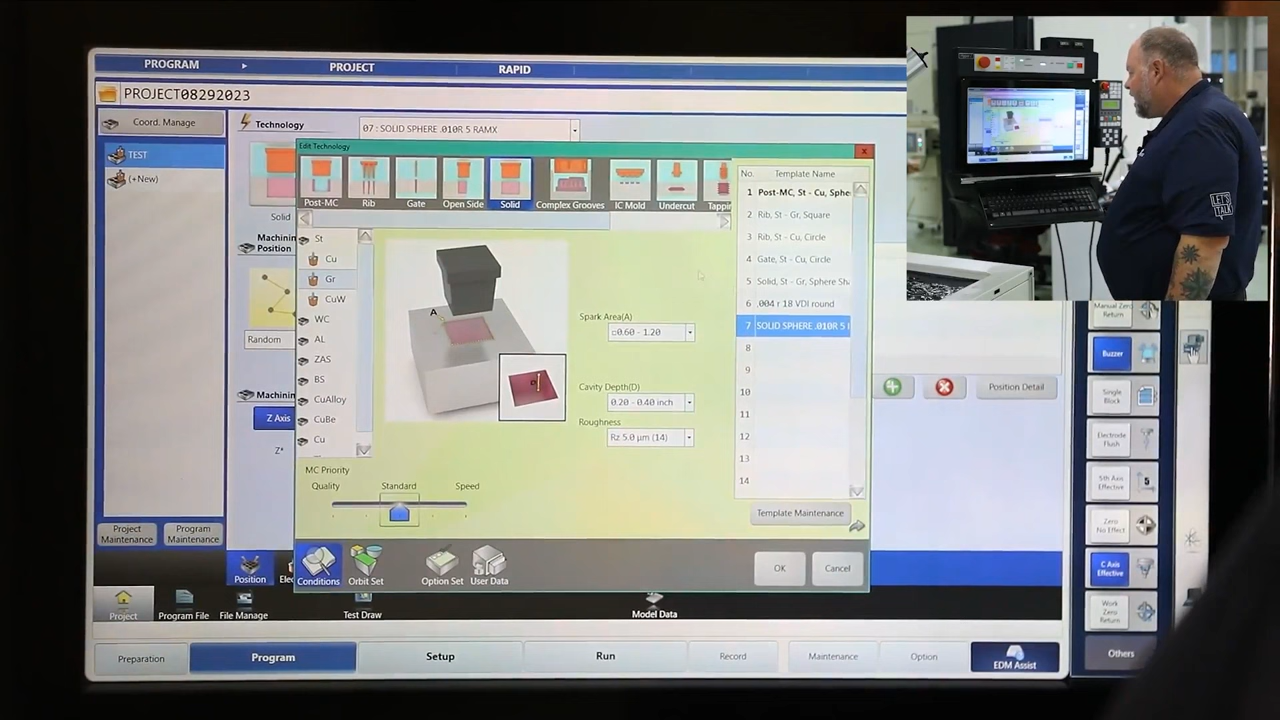 PROGRAM
PROJECT
RAPID
PROJECT08292023
Coord. Manage
TEST
(+New)
Project Maintenance
Program Maintenance
Technology
07 : SOLID SPHERE .010R 5 RAMX
Solid
Machining Position
Random
Machining
Z Axis
Edit Technology
Post-MC
Rib
Gate
Open Side
Solid
Complex Grooves
IC Mold
Undercut
St
Cu
Gr
CuW
WC
AL
ZAS
BS
CuAlloy
CuBe
Cu
A
Spark Area(A)
□0.60 - 1.20
Cavity Depth(D)
0.20 - 0.40 inch
Roughness
Rz 5.0 µm (14)
MC Priority
Quality
Standard
Speed
No.
Template Name
1 Post-MC, St - Cu, Sphe
2 Rib, St - Gr, Square
3 Rib, St - Cu, Circle
4 Gate, St - Cu, Circle
5 Solid, St - Gr, Sphere Sh
6 .004 r 18 VDI round
7 SOLID SPHERE .010R 5
8
9
10
11
12
13
14
Template Maintenance
Conditions
Orbit Set
Option Set
User Data
OK
Cancel
Position Detail
Position
Project
Program File
File Manage
Test Draw
Model Data
Preparation
Program
Setup
Run
Record
Maintenance
Option
EDM Assist
Manual Zero Return
Buzzer
Single Block
Electrode Flush
5th Axis Effective
Zero No Effect
C Axis Effective
Work Zero Return
Others
LET'S TALK